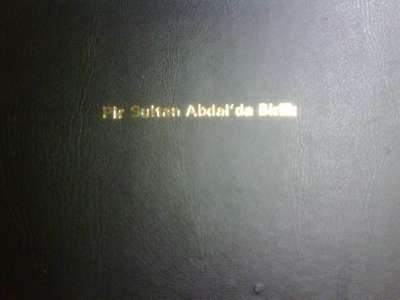 Pir Sultan Abdal'da Birlik